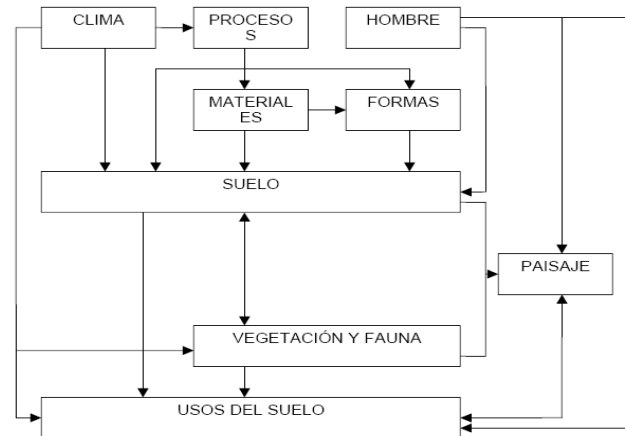 CLIMA
PROCESO
S
HOMBRE
MATERIAL
ES
FORMAS
SUELO
PAISAJE
VEGETACIÓN Y FAUNA
USOS DEL SUELO